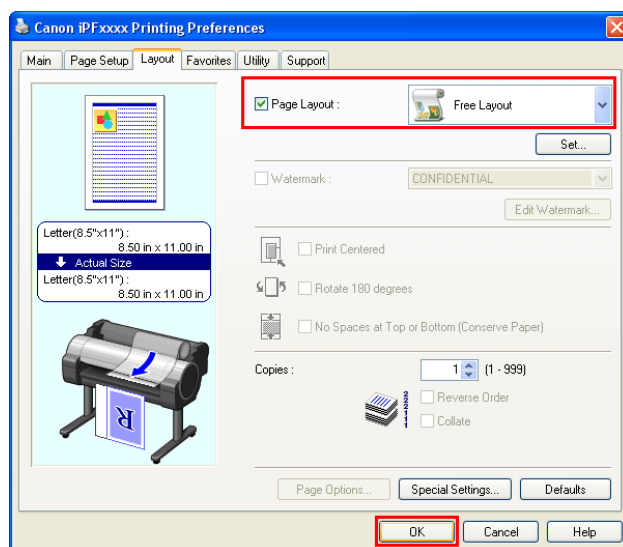 Canon iPFxxxx Printing Preferences
Main Page Setup Layout Favorites Utility Support
Page Layout : Free Layout
Set...
Watermark : CONFIDENTIAL
Edit Watermark...
Letter(8.5"x11") :
8.50 in x 11.00 in
Actual Size
Letter(8.5"x11") :
8.50 in x 11.00 in
Print Centered
Rotate 180 degrees
No Spaces at Top or Bottom (Conserve Paper)
Copies : 1 (1 - 999)
Reverse Order
Collate
R
Page Options... Special Settings... Defaults
OK Cancel Help